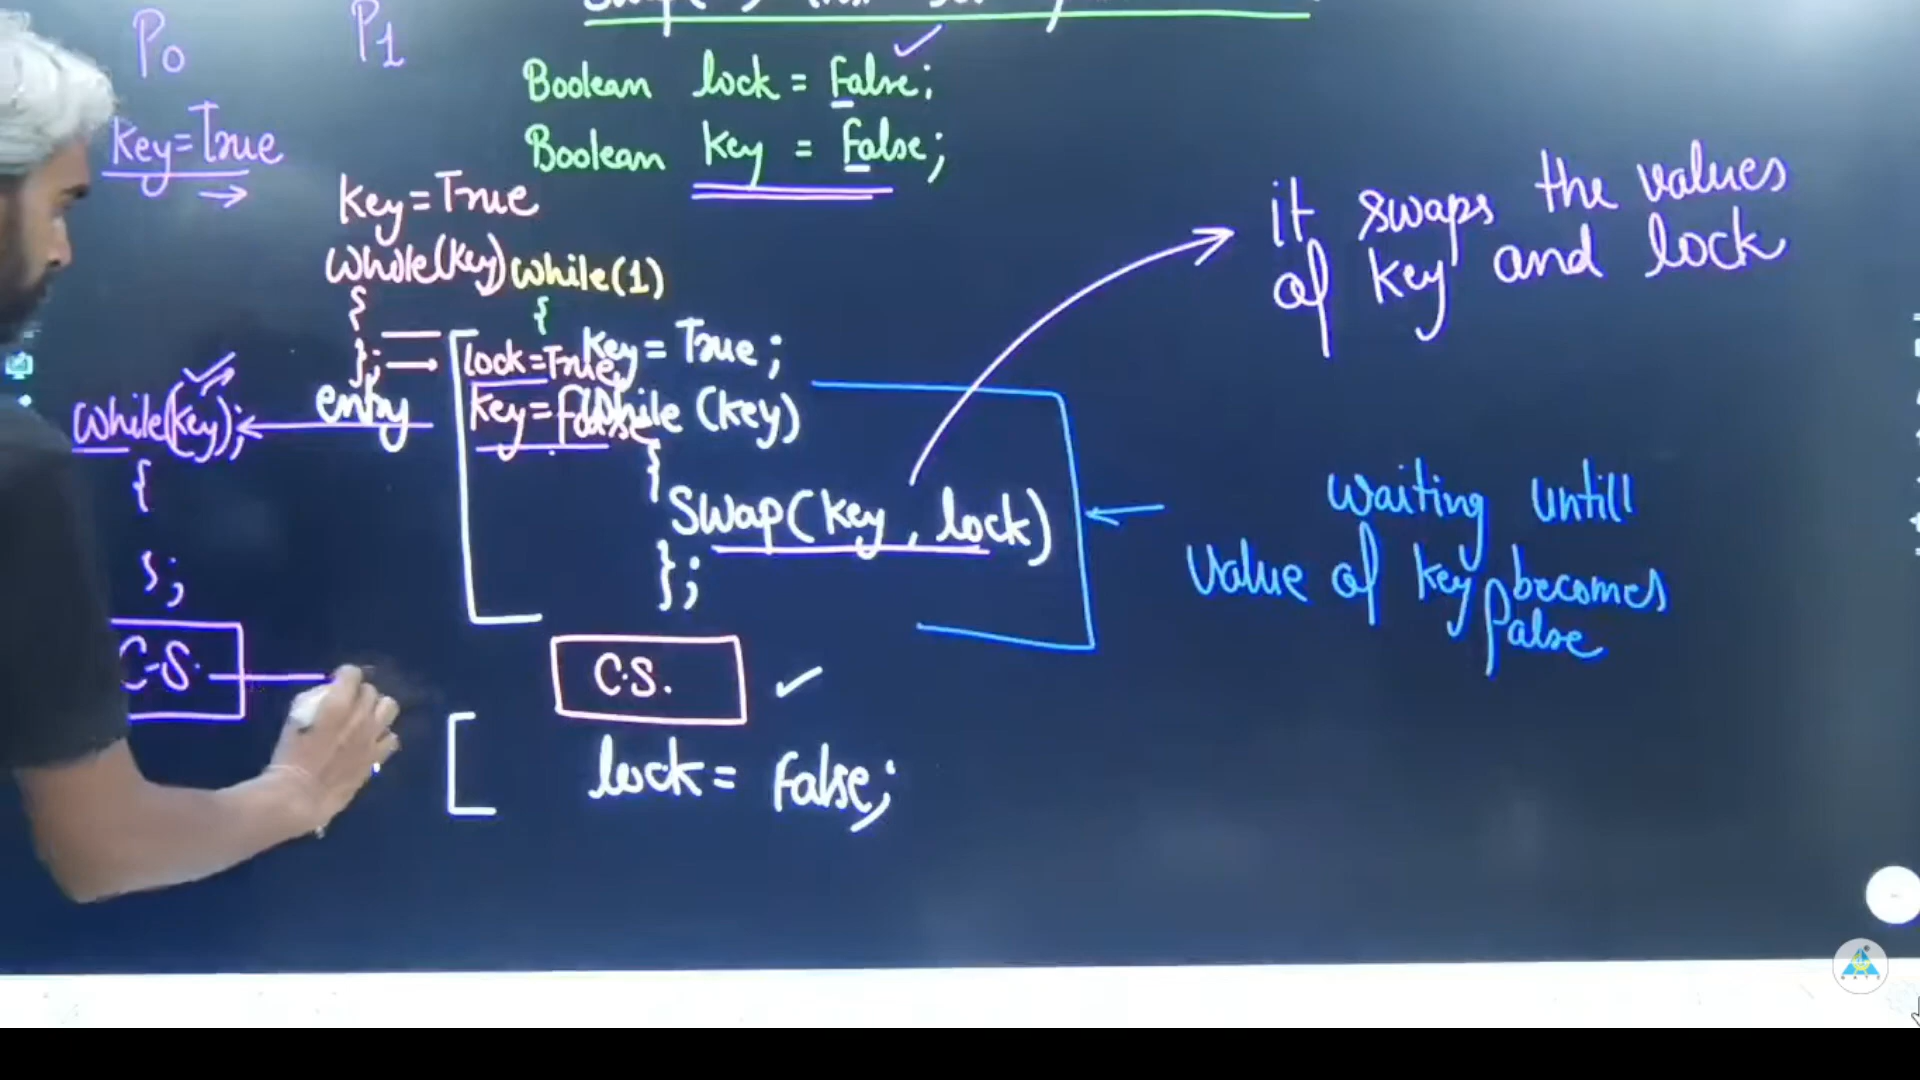 P0 P1
Boolean lock = False;
Boolean key = False;
key=True
key=True
whole(key) while(1)
{ {
};
lock=True, key = True;
while(key);
entry
key=False while (key)
{ {
Swap(key, lock)
};
C.S.
C.S.
lock = False;
it swaps the values
of key and lock
waiting untill
value of key becomes
false